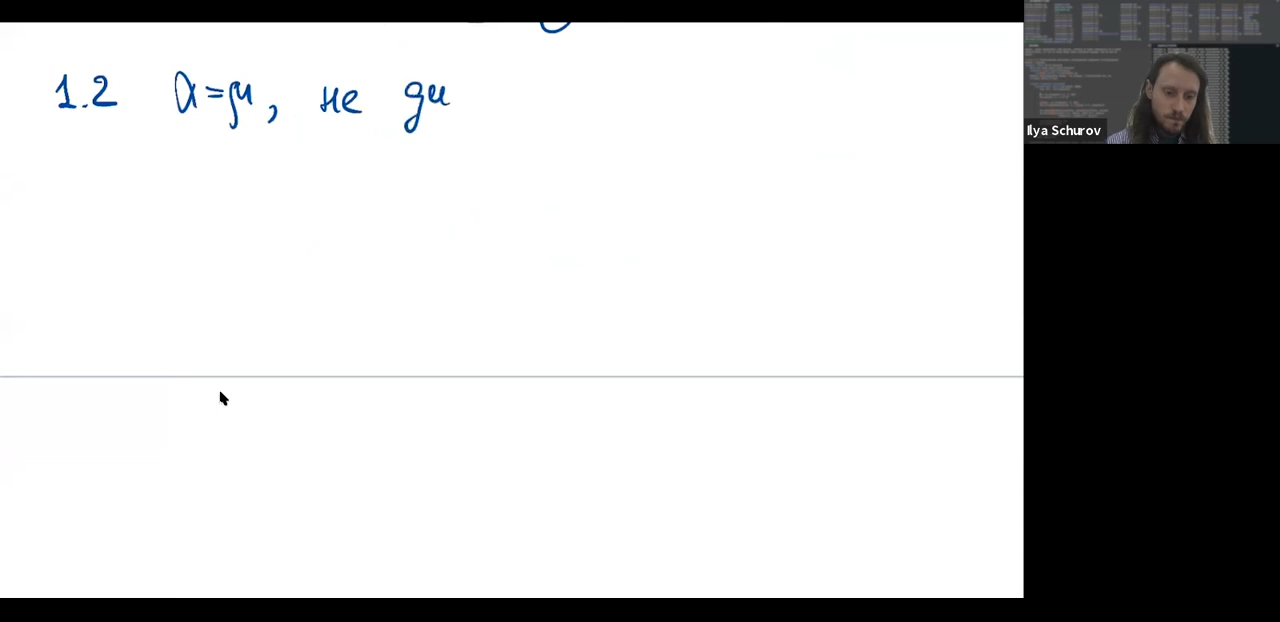 1.2 λ=μ, не ди
Ilya Schurov